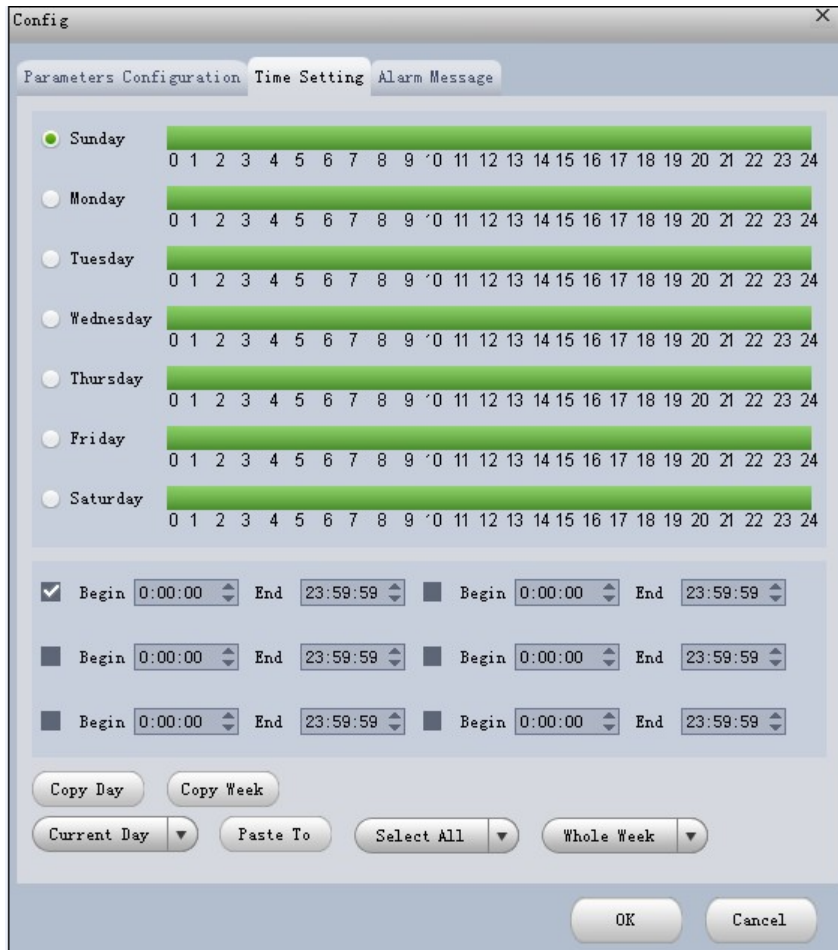 Config
Parameters Configuration Time Setting Alarm Message
Sunday
0 1 2 3 4 5 6 7 8 9 10 11 12 13 14 15 16 17 18 19 20 21 22 23 24
Monday
0 1 2 3 4 5 6 7 8 9 10 11 12 13 14 15 16 17 18 19 20 21 22 23 24
Tuesday
0 1 2 3 4 5 6 7 8 9 10 11 12 13 14 15 16 17 18 19 20 21 22 23 24
Wednesday
0 1 2 3 4 5 6 7 8 9 10 11 12 13 14 15 16 17 18 19 20 21 22 23 24
Thursday
0 1 2 3 4 5 6 7 8 9 10 11 12 13 14 15 16 17 18 19 20 21 22 23 24
Friday
0 1 2 3 4 5 6 7 8 9 10 11 12 13 14 15 16 17 18 19 20 21 22 23 24
Saturday
0 1 2 3 4 5 6 7 8 9 10 11 12 13 14 15 16 17 18 19 20 21 22 23 24
Begin 0:00:00 End 23:59:59 Begin 0:00:00 End 23:59:59
Begin 0:00:00 End 23:59:59 Begin 0:00:00 End 23:59:59
Begin 0:00:00 End 23:59:59 Begin 0:00:00 End 23:59:59
Copy Day Copy Week
Current Day Paste To Select All Whole Week
OK Cancel